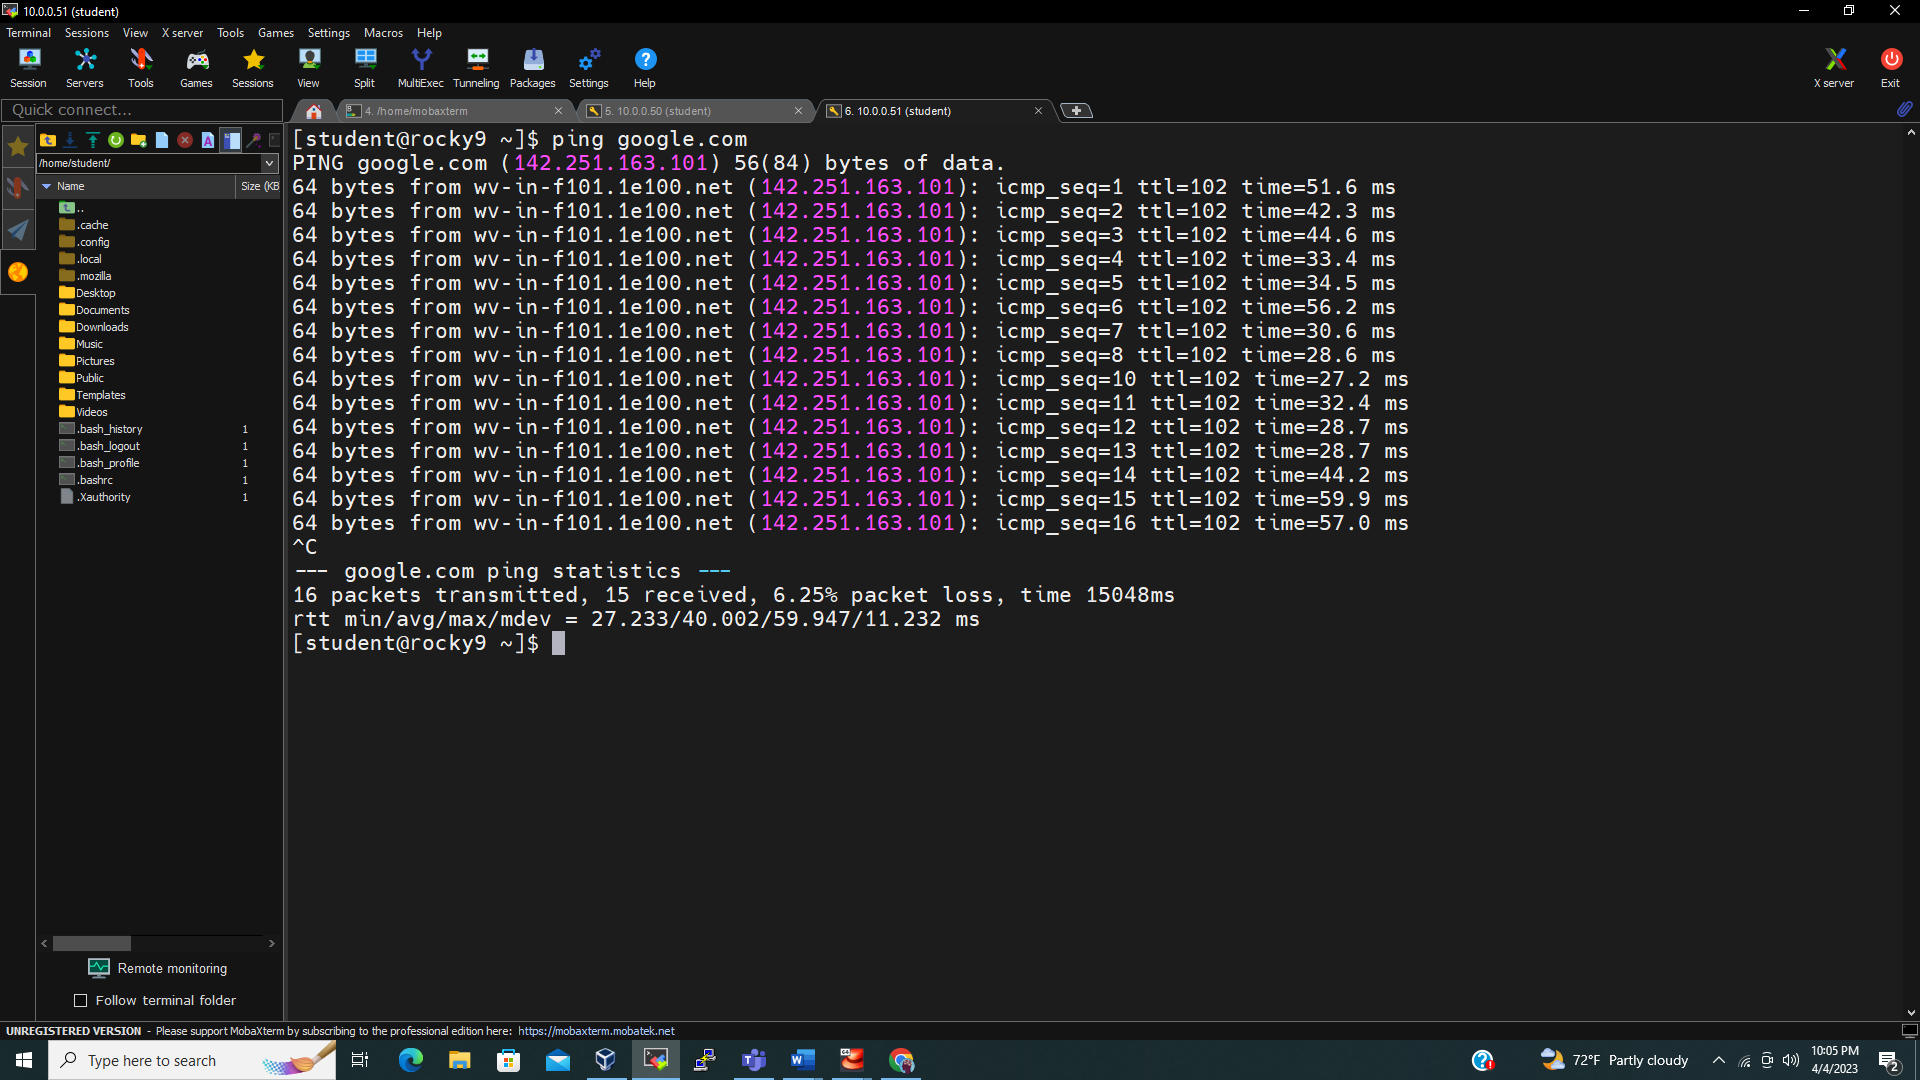 10.0.0.51 (student)
Terminal Sessions View X server Tools Games Settings Macros Help
Session Servers Tools Games Sessions View Split MultiExec Tunneling Packages Settings Help X server Exit
Quick connect...
4. /home/mobaxterm
5. 10.0.0.50 (student)
6. 10.0.0.51 (student)
/home/student/
Name Size (KB
..
.cache
.config
.local
.mozilla
Desktop
Documents
Downloads
Music
Pictures
Public
Templates
Videos
.bash_history 1
.bash_logout 1
.bash_profile 1
.bashrc 1
.Xauthority 1
Remote monitoring
Follow terminal folder
[student@rocky9 ~]$ ping google.com
PING google.com (142.251.163.101) 56(84) bytes of data.
64 bytes from wv-in-f101.1e100.net (142.251.163.101): icmp_seq=1 ttl=102 time=51.6 ms
64 bytes from wv-in-f101.1e100.net (142.251.163.101): icmp_seq=2 ttl=102 time=42.3 ms
64 bytes from wv-in-f101.1e100.net (142.251.163.101): icmp_seq=3 ttl=102 time=44.6 ms
64 bytes from wv-in-f101.1e100.net (142.251.163.101): icmp_seq=4 ttl=102 time=33.4 ms
64 bytes from wv-in-f101.1e100.net (142.251.163.101): icmp_seq=5 ttl=102 time=34.5 ms
64 bytes from wv-in-f101.1e100.net (142.251.163.101): icmp_seq=6 ttl=102 time=56.2 ms
64 bytes from wv-in-f101.1e100.net (142.251.163.101): icmp_seq=7 ttl=102 time=30.6 ms
64 bytes from wv-in-f101.1e100.net (142.251.163.101): icmp_seq=8 ttl=102 time=28.6 ms
64 bytes from wv-in-f101.1e100.net (142.251.163.101): icmp_seq=10 ttl=102 time=27.2 ms
64 bytes from wv-in-f101.1e100.net (142.251.163.101): icmp_seq=11 ttl=102 time=32.4 ms
64 bytes from wv-in-f101.1e100.net (142.251.163.101): icmp_seq=12 ttl=102 time=28.7 ms
64 bytes from wv-in-f101.1e100.net (142.251.163.101): icmp_seq=13 ttl=102 time=28.7 ms
64 bytes from wv-in-f101.1e100.net (142.251.163.101): icmp_seq=14 ttl=102 time=44.2 ms
64 bytes from wv-in-f101.1e100.net (142.251.163.101): icmp_seq=15 ttl=102 time=59.9 ms
64 bytes from wv-in-f101.1e100.net (142.251.163.101): icmp_seq=16 ttl=102 time=57.0 ms
^C
--- google.com ping statistics ---
16 packets transmitted, 15 received, 6.25% packet loss, time 15048ms
rtt min/avg/max/mdev = 27.233/40.002/59.947/11.232 ms
[student@rocky9 ~]$
UNREGISTERED VERSION - Please support MobaXterm by subscribing to the professional edition here: https://mobaxterm.mobatek.net
Type here to search
72°F Partly cloudy
10:05 PM
4/4/2023
2